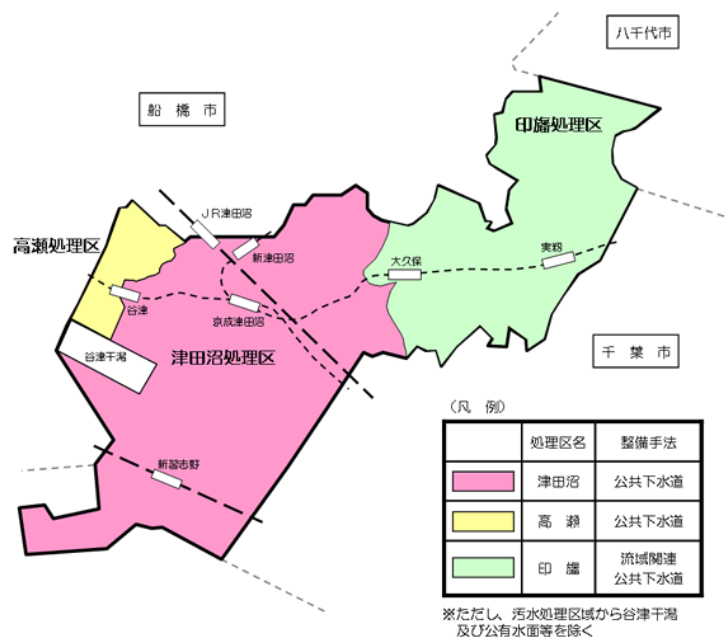 八千代市
船橋市
印旛処理区
JR津田沼
高瀬処理区
新津田沼
大久保
実籾
谷津
京成津田沼
谷津干潟
津田沼処理区
千葉市
新習志野
(凡 例)
処理区名 整備手法
津田沼 公共下水道
高 瀬 公共下水道
印 旛 流域関連
公共下水道
※ただし、汚水処理区域から谷津干潟
及び公有水面等を除く